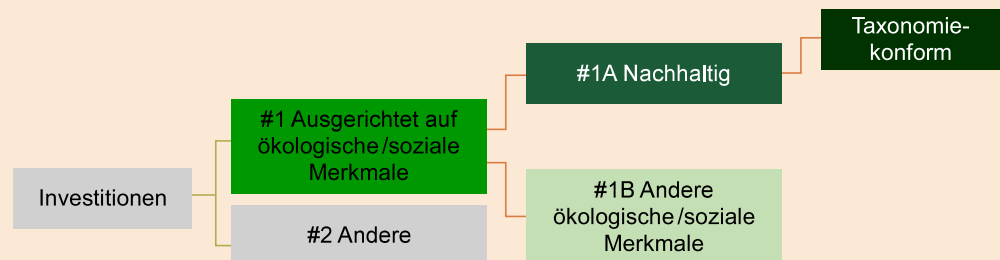 Taxonomie-
konform
#1A Nachhaltig
#1 Ausgerichtet auf
ökologische/soziale
Merkmale
Investitionen
#1B Andere
ökologische/soziale
Merkmale
#2 Andere